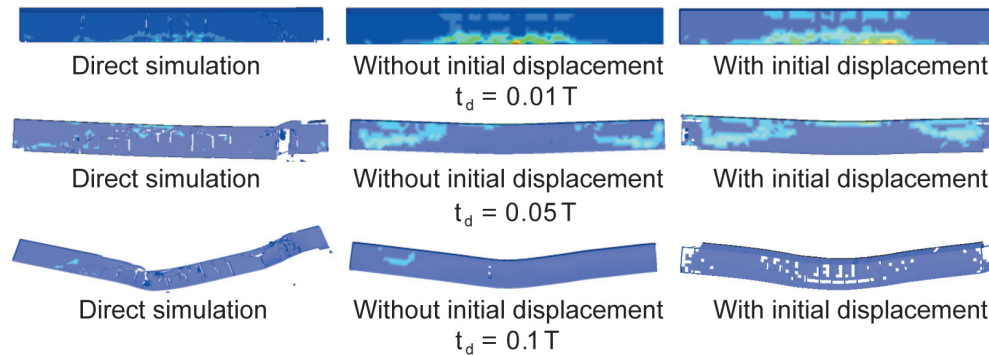 Direct simulation
Without initial displacement
With initial displacement
t_d = 0.01 T
Direct simulation
Without initial displacement
With initial displacement
t_d = 0.05 T
Direct simulation
Without initial displacement
With initial displacement
t_d = 0.1 T